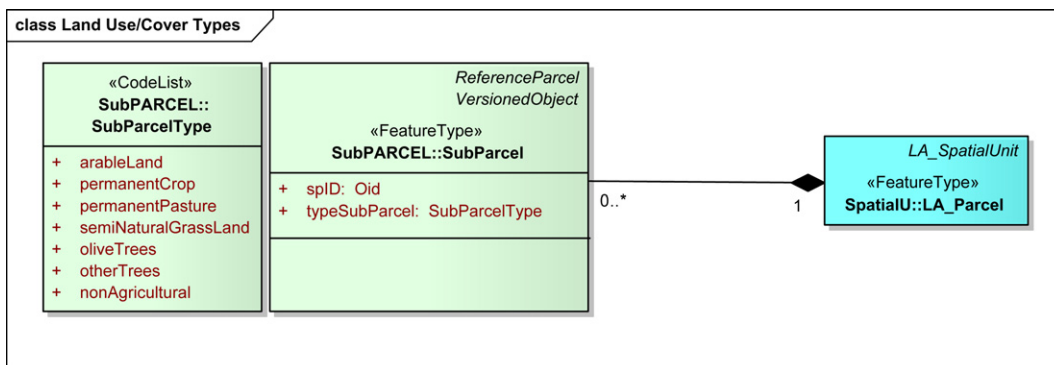 class Land Use/Cover Types
«CodeList»
SubPARCEL::
SubParcelType
+ arableLand
+ permanentCrop
+ permanentPasture
+ semiNaturalGrassLand
+ oliveTrees
+ otherTrees
+ nonAgricultural
ReferenceParcel
VersionedObject
«FeatureType»
SubPARCEL::SubParcel
+ spID: Oid
+ typeSubParcel: SubParcelType
0..*
1
LA_SpatialUnit
«FeatureType»
SpatialU::LA_Parcel